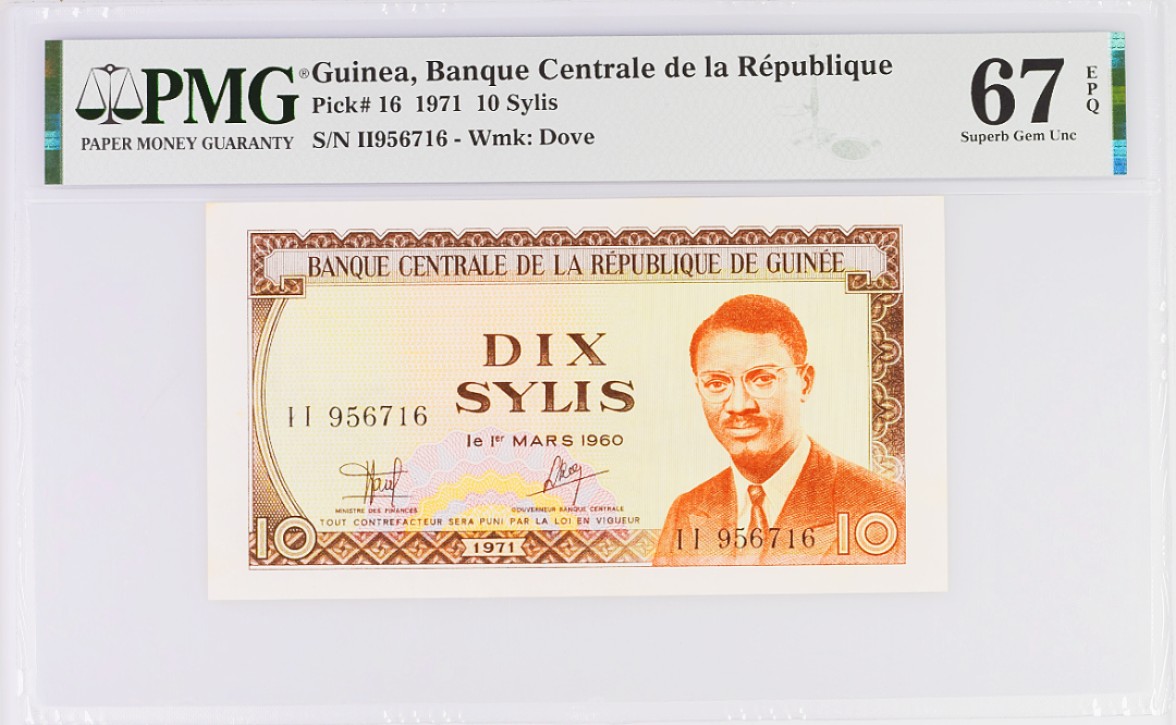 PMG®
PAPER MONEY GUARANTY
Guinea, Banque Centrale de la République
Pick# 16 1971 10 Sylis
S/N II956716 - Wmk: Dove
67
EPQ
Superb Gem Unc
BANQUE CENTRALE DE LA RÉPUBLIQUE DE GUINÉE
DIX
SYLIS
II 956716
le 1er MARS 1960
MINISTRE DES FINANCES
GOUVERNEUR BANQUE CENTRALE
TOUT CONTREFACTEUR SERA PUNI PAR LA LOI EN VIGUEUR
10
1971
II 956716
10